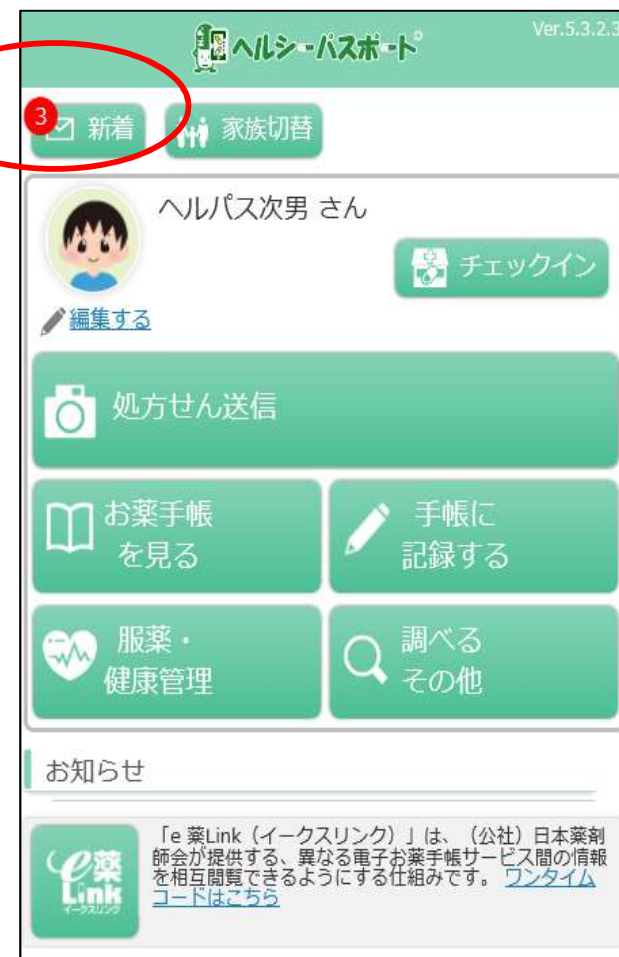 ヘルシーパスポート
Ver.5.3.2.3
3
新着
家族切替
ヘルパス次男 さん
チェックイン
編集する
処方せん送信
お薬手帳
を見る
手帳に
記録する
服薬・
健康管理
調べる
その他
お知らせ
e薬
Link
イークスリンク
「e 薬Link（イークスリンク）」は、（公社）日本薬剤
師会が提供する、異なる電子お薬手帳サービス間の情報
を相互閲覧できるようにする仕組みです。 ワンタイム
コードはこちら